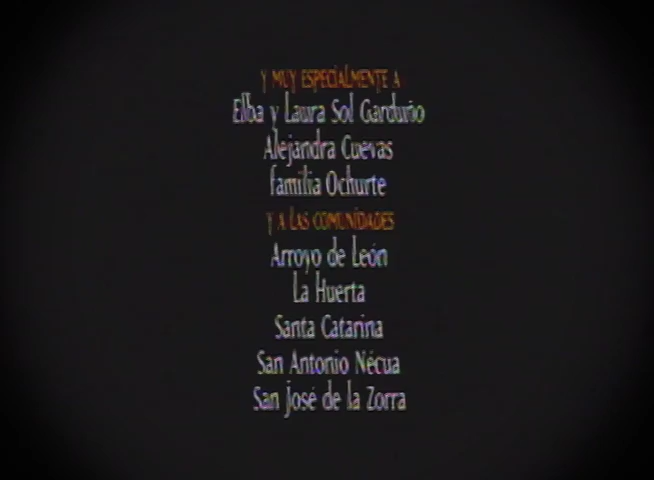 Y MUY ESPECIALMENTE A
Elba y Laura Sol Garduño
Alejandra Cuevas
familia Ochurte
Y A LAS COMUNIDADES
Arroyo de León
La Huerta
Santa Catarina
San Antonio Nécua
San José de la Zorra